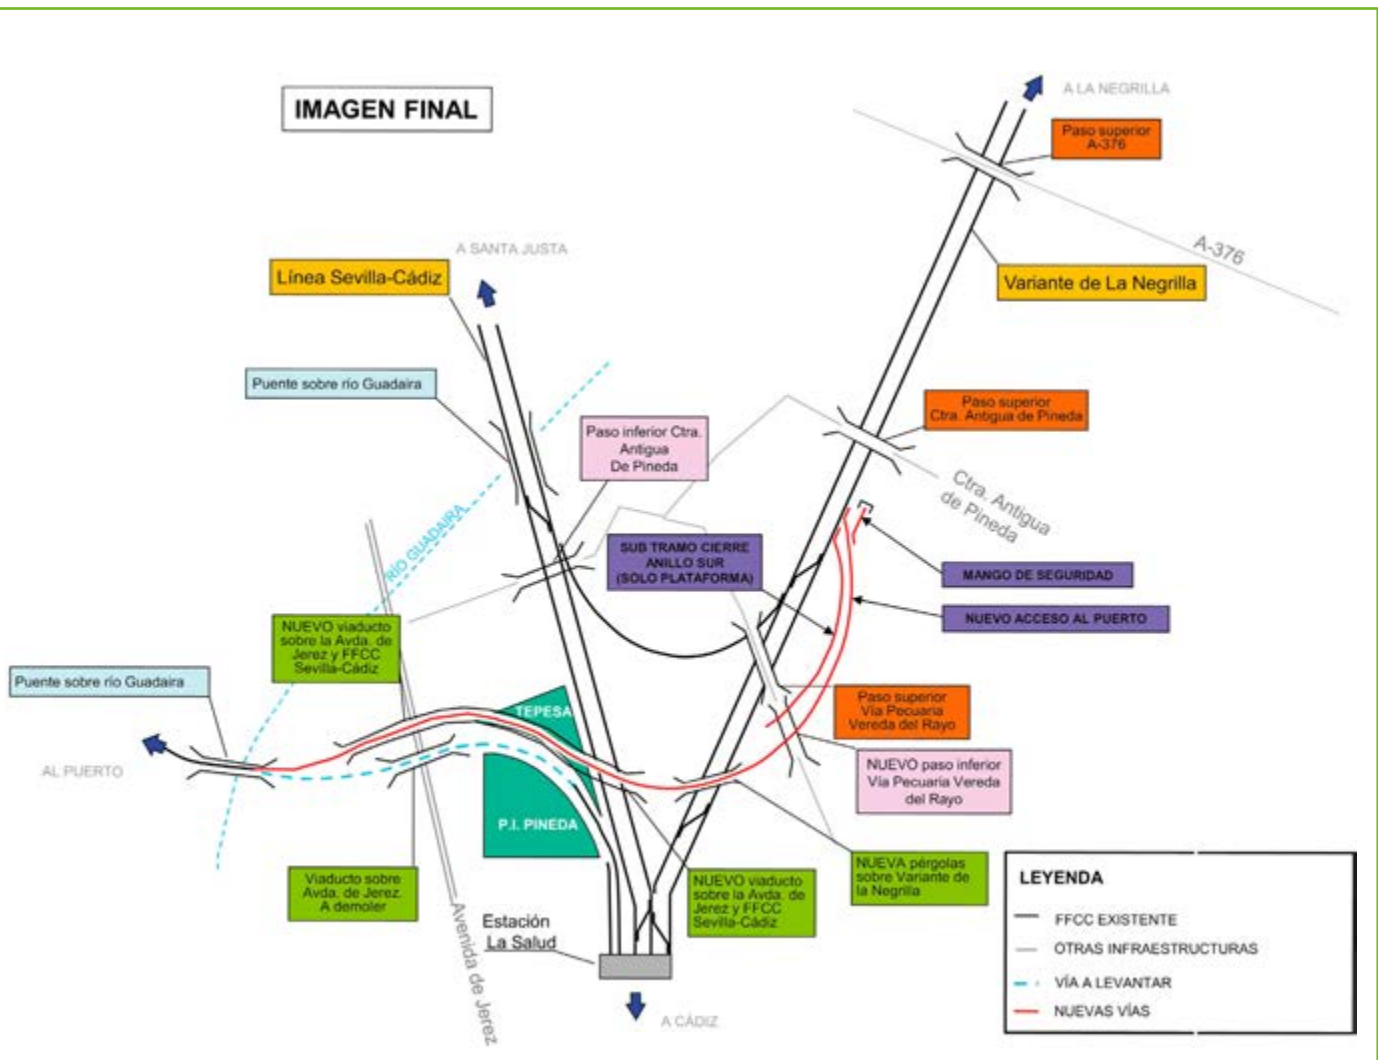 IMAGEN FINAL
A LA NEGRILLA
Paso superior
A-376
A-376
A SANTA JUSTA
Línea Sevilla-Cádiz
Variante de La Negrilla
Puente sobre río Guadaira
Paso superior
Ctra. Antigua de Pineda
Paso inferior Ctra.
Antigua
De Pineda
Ctra. Antigua
de Pineda
RÍO GUADAIRA
SUB TRAMO CIERRE
ANILLO SUR
(SOLO PLATAFORMA)
MANGO DE SEGURIDAD
NUEVO ACCESO AL PUERTO
NUEVO viaducto
sobre la Avda. de
Jerez y FFCC
Sevilla-Cádiz
Puente sobre río Guadaira
AL PUERTO
TEPESA
Paso superior
Vía Pecuaria
Vereda del Rayo
NUEVO paso inferior
Vía Pecuaria Vereda
del Rayo
P.I. PINEDA
Viaducto sobre
Avda. de Jerez.
A demoler
Avenida de Jerez
Estación
La Salud
NUEVO viaducto
sobre la Avda. de
Jerez y FFCC
Sevilla-Cádiz
NUEVA pérgolas
sobre Variante de
la Negrilla
A CÁDIZ
LEYENDA
FFCC EXISTENTE
OTRAS INFRAESTRUCTURAS
VÍA A LEVANTAR
NUEVAS VÍAS